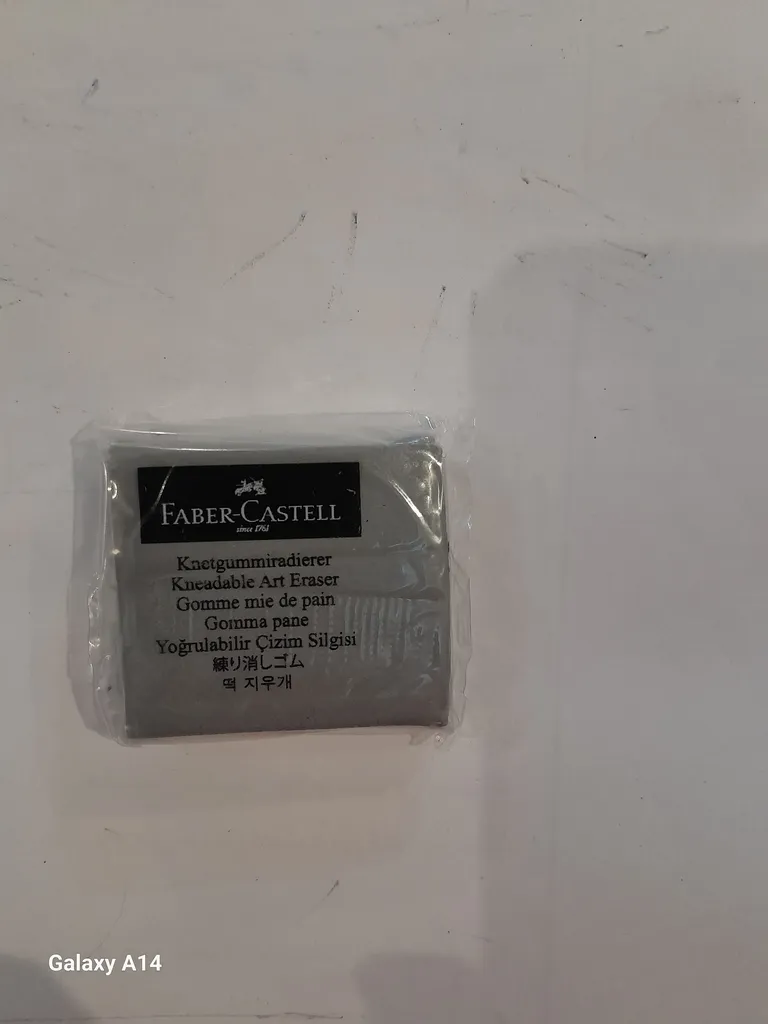 FABER-CASTELL
since 1761
Knetgummiradierer
Kneadable Art Eraser
Gomme mie de pain
Gomma pane
Yoğrulabilir Çizim Silgisi
練り消しゴム
떡 지우개
Galaxy A14